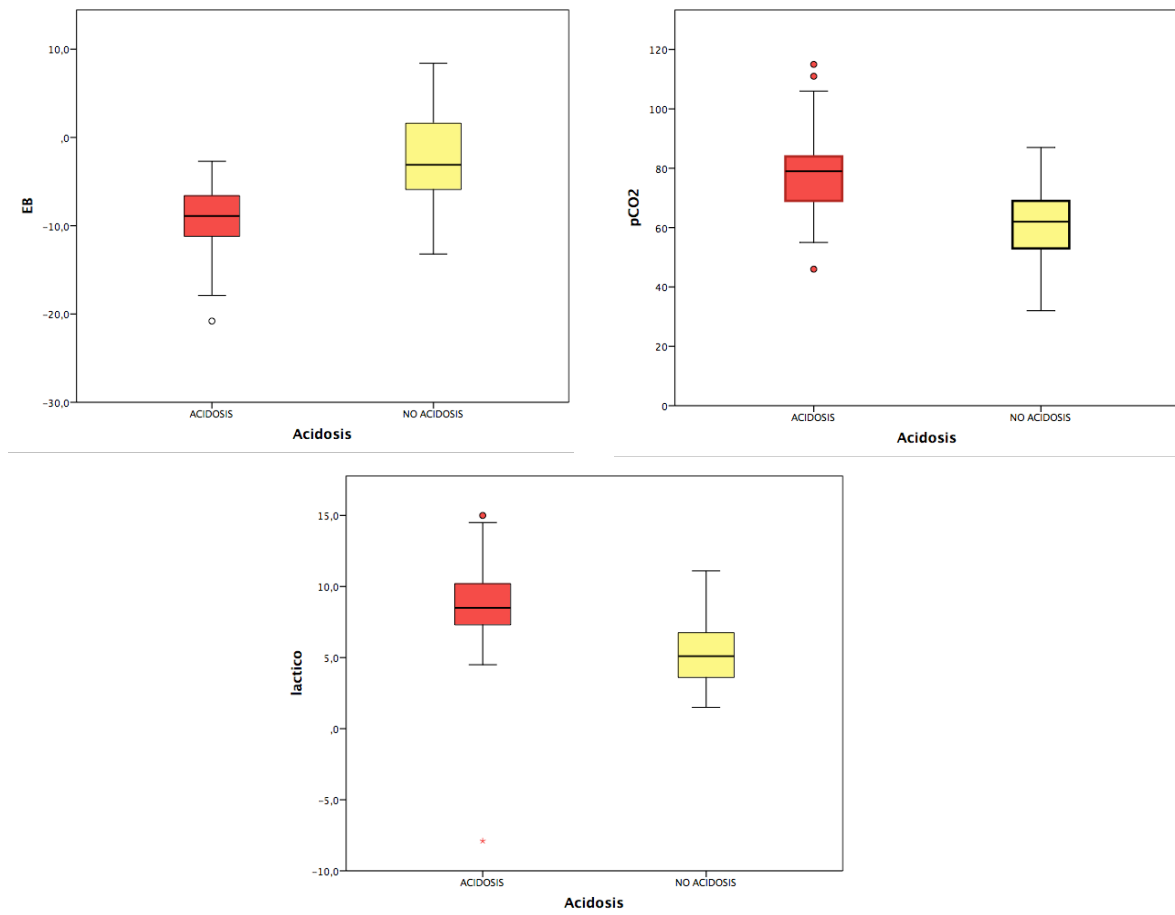 10,0
,0
-10,0
-20,0
-30,0
EB
ACIDOSIS NO ACIDOSIS
Acidosis
120
100
80
60
40
20
0
pCO2
ACIDOSIS NO ACIDOSIS
Acidosis
15,0
10,0
5,0
,0
-5,0
-10,0
lactico
*
ACIDOSIS NO ACIDOSIS
Acidosis